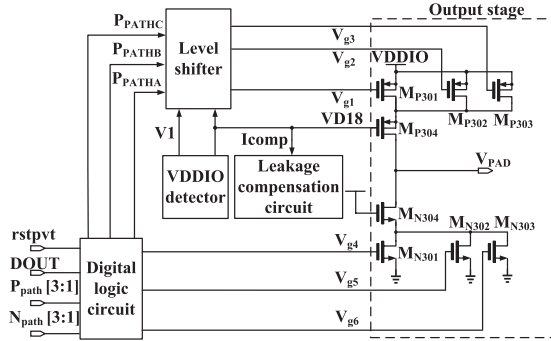 Output stage
P_PATHC
P_PATHB
P_PATHA
Level
shifter
V_g3
V_g2
V_g1
VDDIO
M_P301
M_P302
M_P303
V1
VD18
M_P304
Icomp
VDDIO
detector
Leakage
compensation
circuit
V_PAD
M_N304
M_N302
M_N303
rstpvt
DOUT
P_path [3:1]
N_path [3:1]
Digital
logic
circuit
V_g4
V_g5
V_g6
M_N301